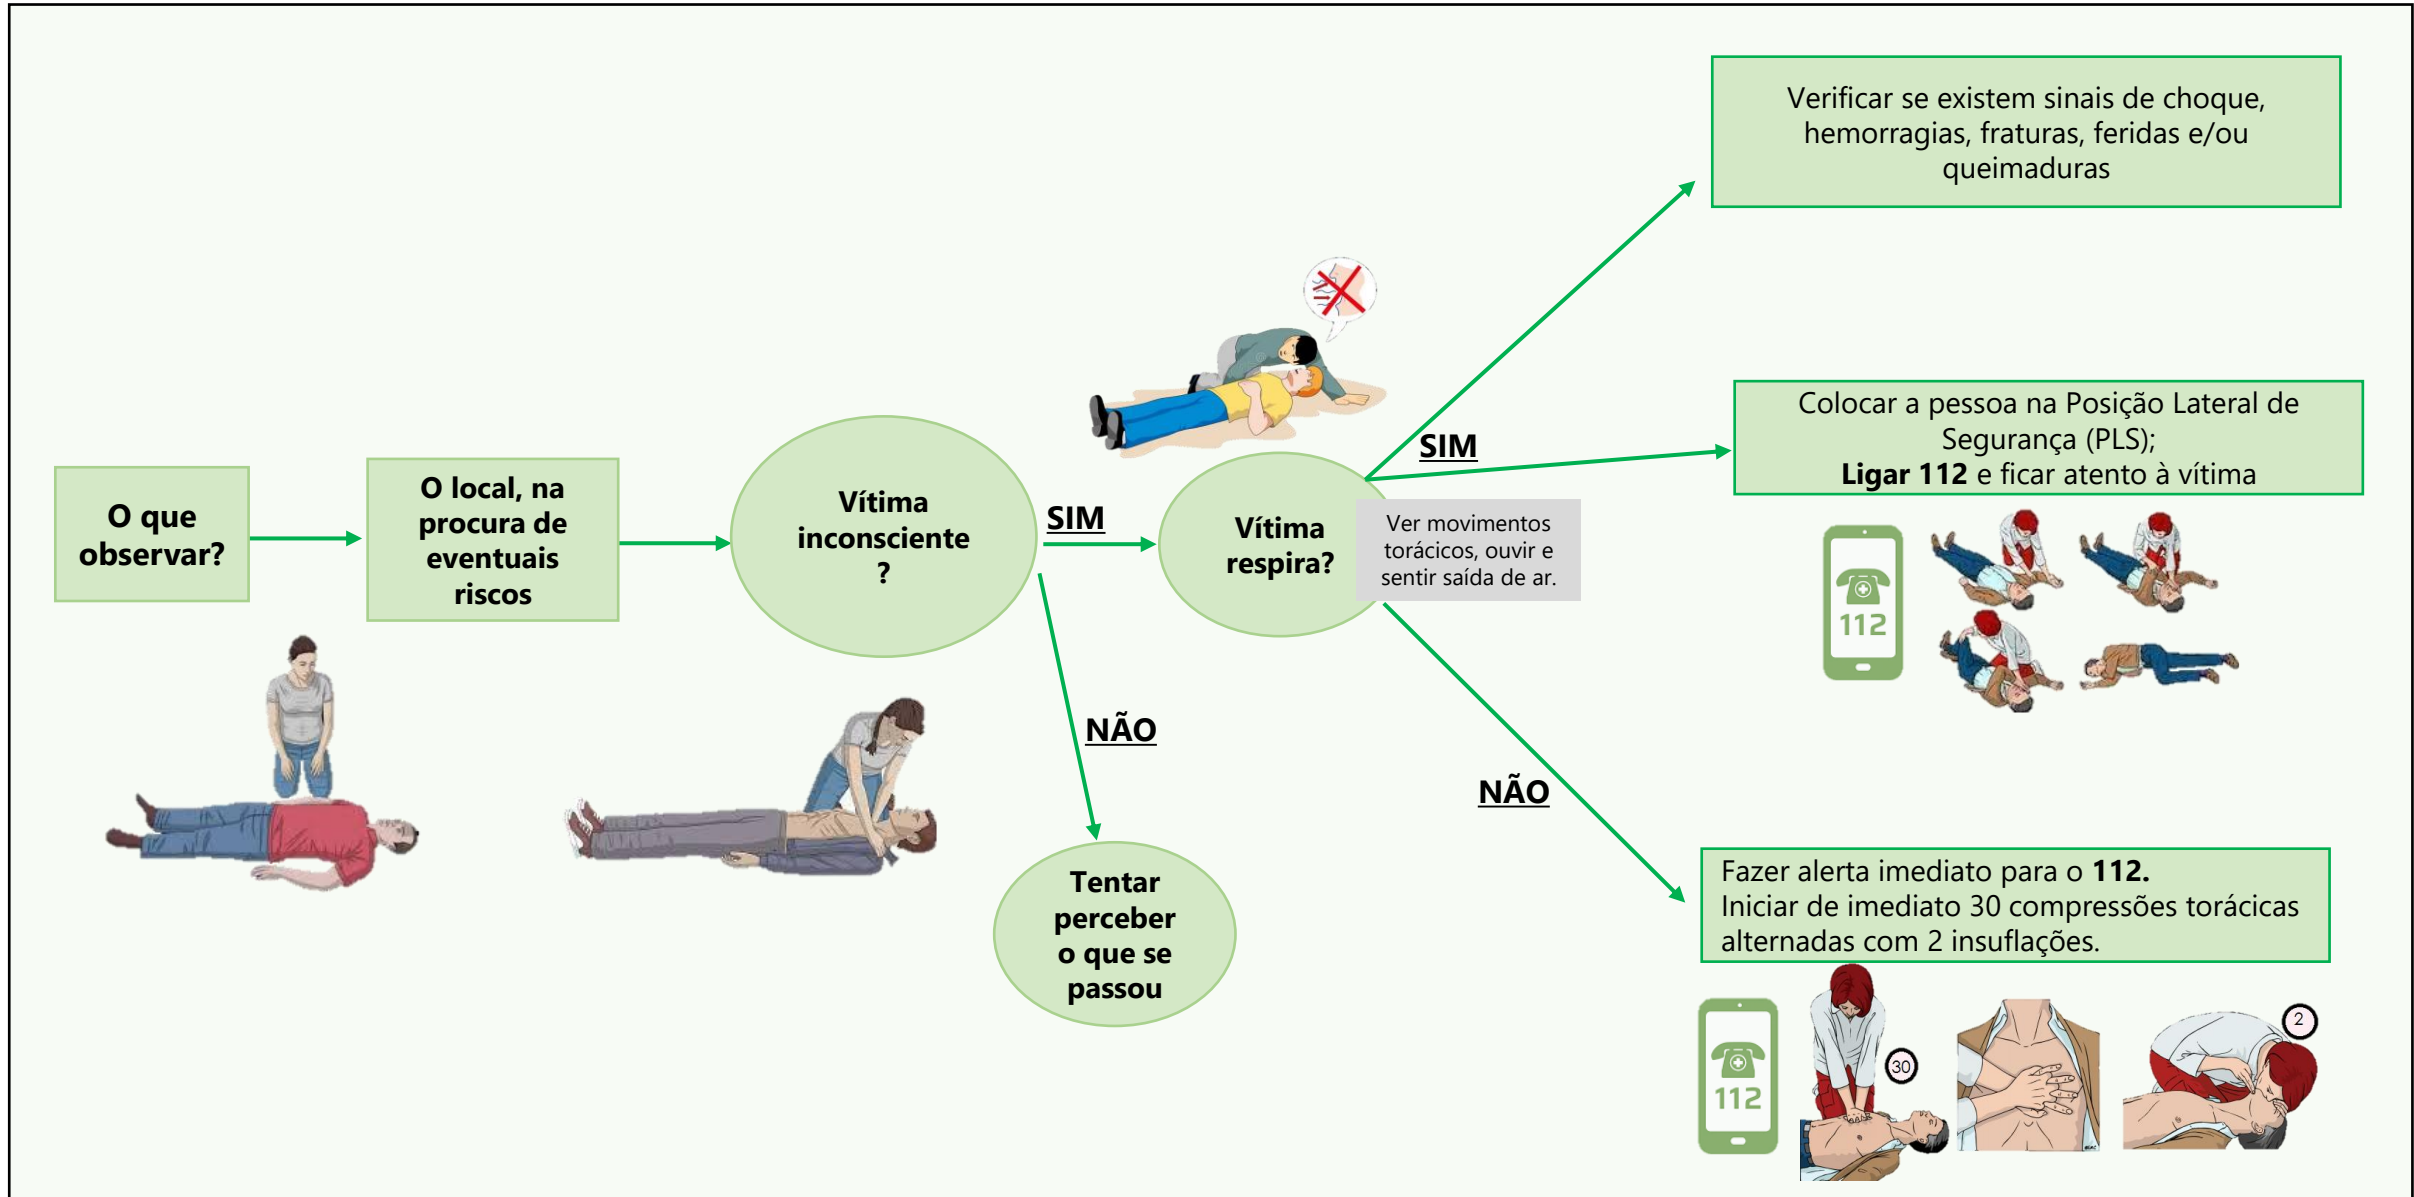 O que
observar?
O local, na
procura de
eventuais
riscos
Vítima
inconsciente
?
SIM
NÃO
Tentar
perceber
o que se
passou
Vítima
respira?
Ver movimentos
torácicos, ouvir e
sentir saída de ar.
SIM
Verificar se existem sinais de choque,
hemorragias, fraturas, feridas e/ou
queimaduras
Colocar a pessoa na Posição Lateral de
Segurança (PLS);
Ligar 112 e ficar atento à vítima
112
NÃO
Fazer alerta imediato para o 112.
Iniciar de imediato 30 compressões torácicas
alternadas com 2 insuflações.
112
30
2